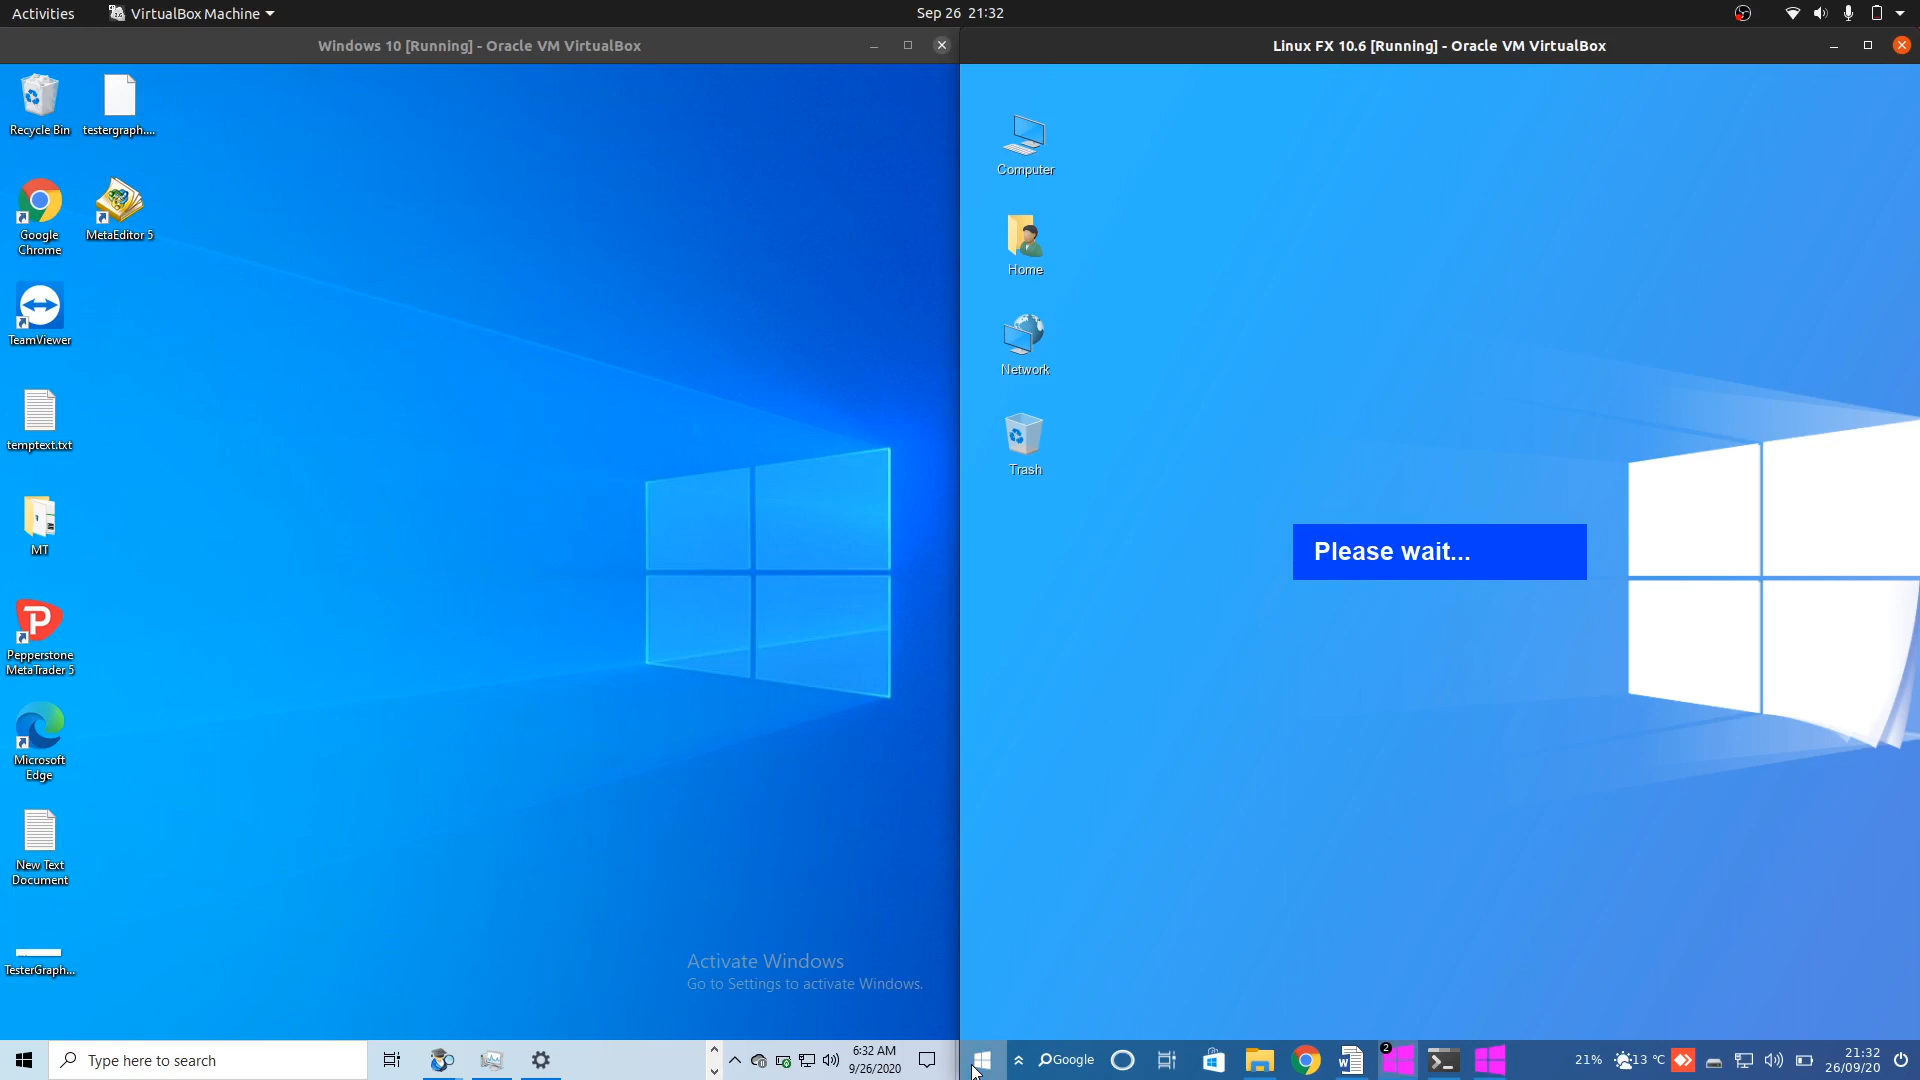 Activities
VirtualBox Machine
Sep 26 21:32
Windows 10 [Running] - Oracle VM VirtualBox
Linux FX 10.6 [Running] - Oracle VM VirtualBox
Recycle Bin
testergraph....
Google
Chrome
MetaEditor 5
TeamViewer
temptext.txt
MT
Pepperstone
MetaTrader 5
Microsoft
Edge
New Text
Document
TesterGraph...
Activate Windows
Go to Settings to activate Windows.
Type here to search
6:32 AM
9/26/2020
Computer
Home
Network
Trash
Please wait...
Google
2
21%
13 °C
21:32
26/09/20